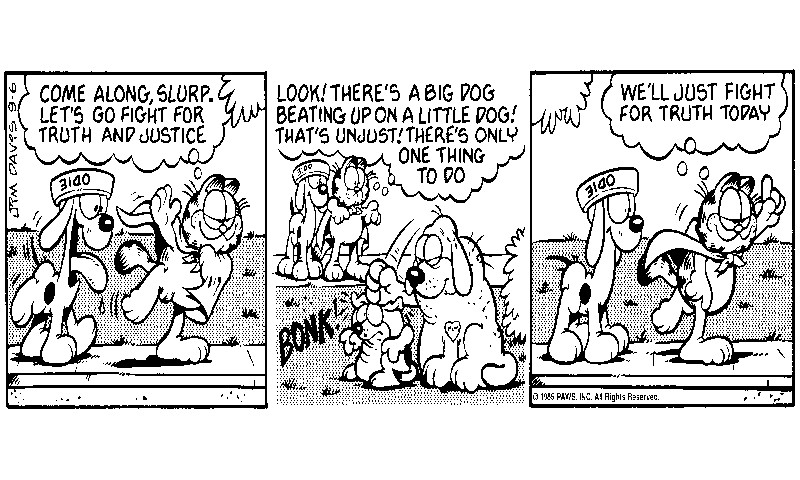 JIM DAVIS 9-6
COME ALONG, SLURP.
LET'S GO FIGHT FOR
TRUTH AND JUSTICE
ODIE
LOOK! THERE'S A BIG DOG
BEATING UP ON A LITTLE DOG!
THAT'S UNJUST! THERE'S ONLY
ONE THING
TO DO
ODIE
BONK!
WE'LL JUST FIGHT
FOR TRUTH TODAY
ODIE
© 1985 PAWS, INC. All Rights Reserved.